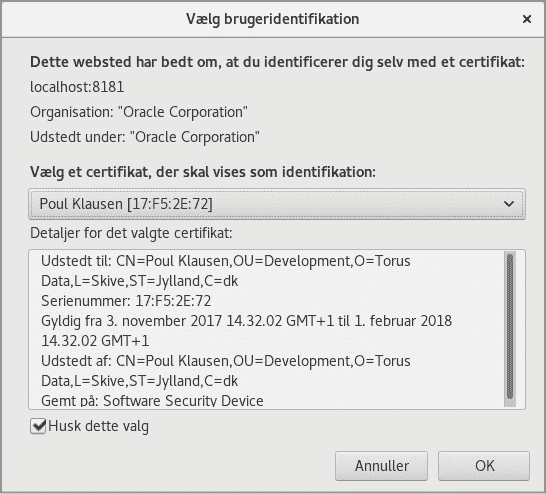 Vælg brugeridentifikation
Dette websted har bedt om, at du identificerer dig selv med et certifikat:
localhost:8181
Organisation: "Oracle Corporation"
Udstedt under: "Oracle Corporation"
Vælg et certifikat, der skal vises som identifikation:
Poul Klausen [17:F5:2E:72]
Detaljer for det valgte certifikat:
Udstedt til: CN=Poul Klausen,OU=Development,O=Torus
Data,L=Skive,ST=Jylland,C=dk
Serienummer: 17:F5:2E:72
Gyldig fra 3. november 2017 14.32.02 GMT+1 til 1. februar 2018
14.32.02 GMT+1
Udstedt af: CN=Poul Klausen,OU=Development,O=Torus
Data,L=Skive,ST=Jylland,C=dk
Gemt på: Software Security Device
Husk dette valg
Annuller
OK